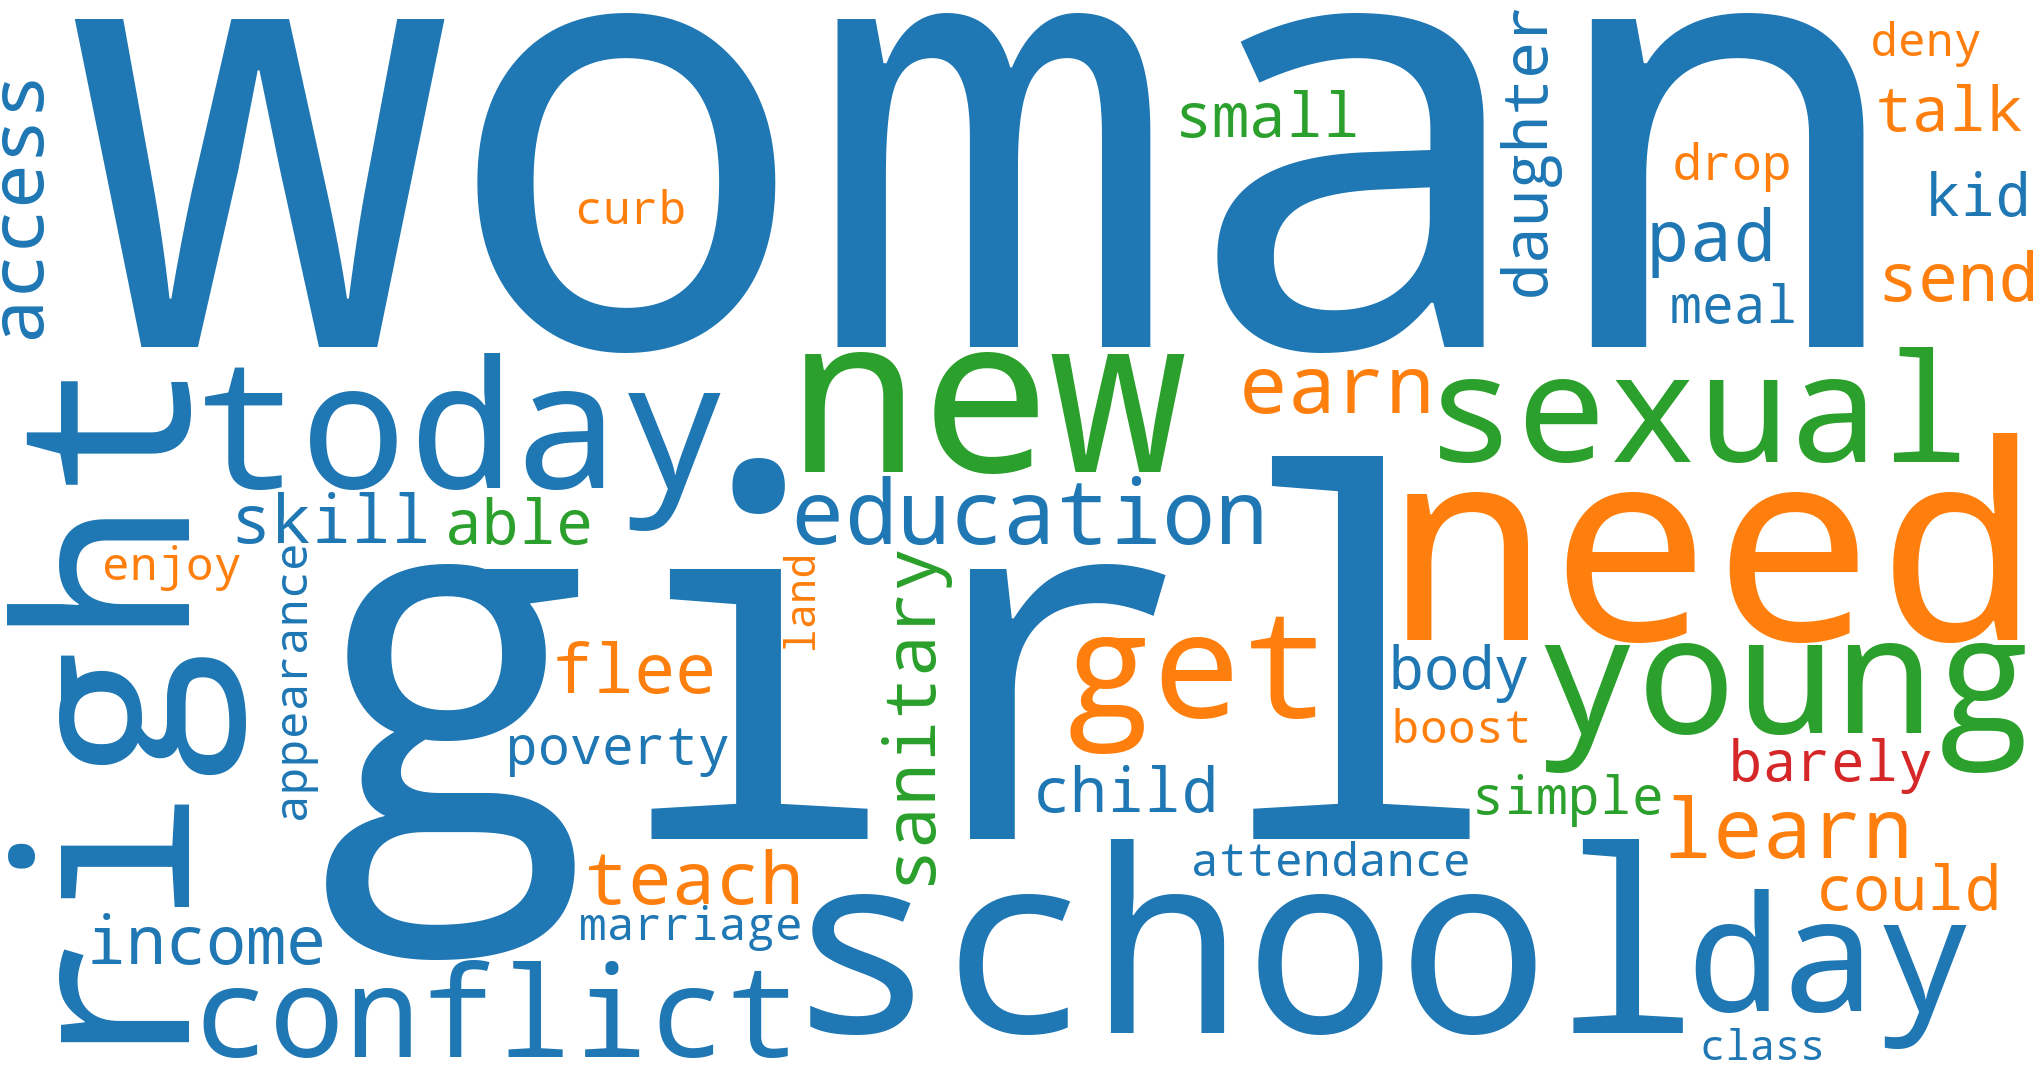 woman
access
curb
small
daughter
deny
talk
drop
kid
pad
send
meal
today
new
earn
sexual
right
need
skill
able
education
enjoy
appearance
girl
land
sanitary
flee
get
body
young
poverty
boost
barely
child
simple
learn
teach
attendance
could
marriage
school
day
income
conflict
class